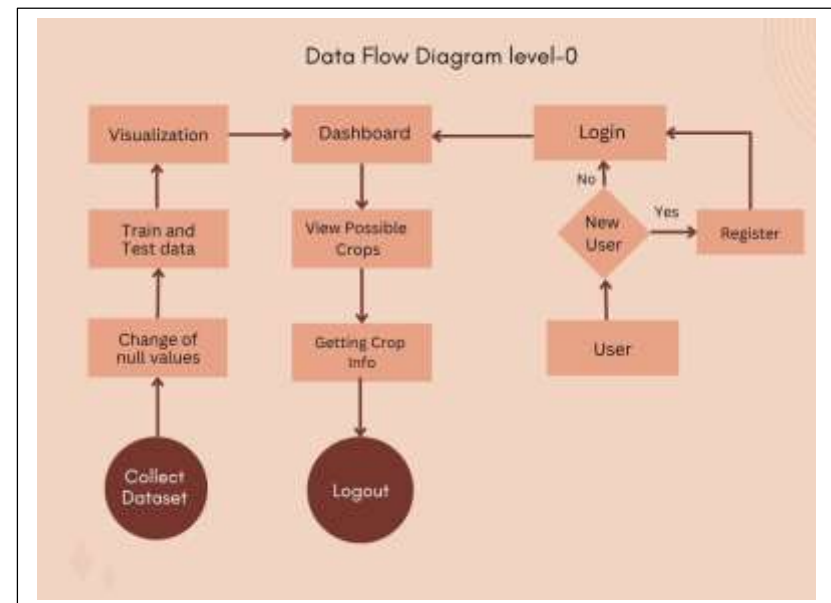 Data Flow Diagram level-0
Visualization
Dashboard
Login
No
Train and
Test data
View Possible
Crops
New
User
Yes
Register
Change of
null values
Getting Crop
Info
User
Collect
Dataset
Logout